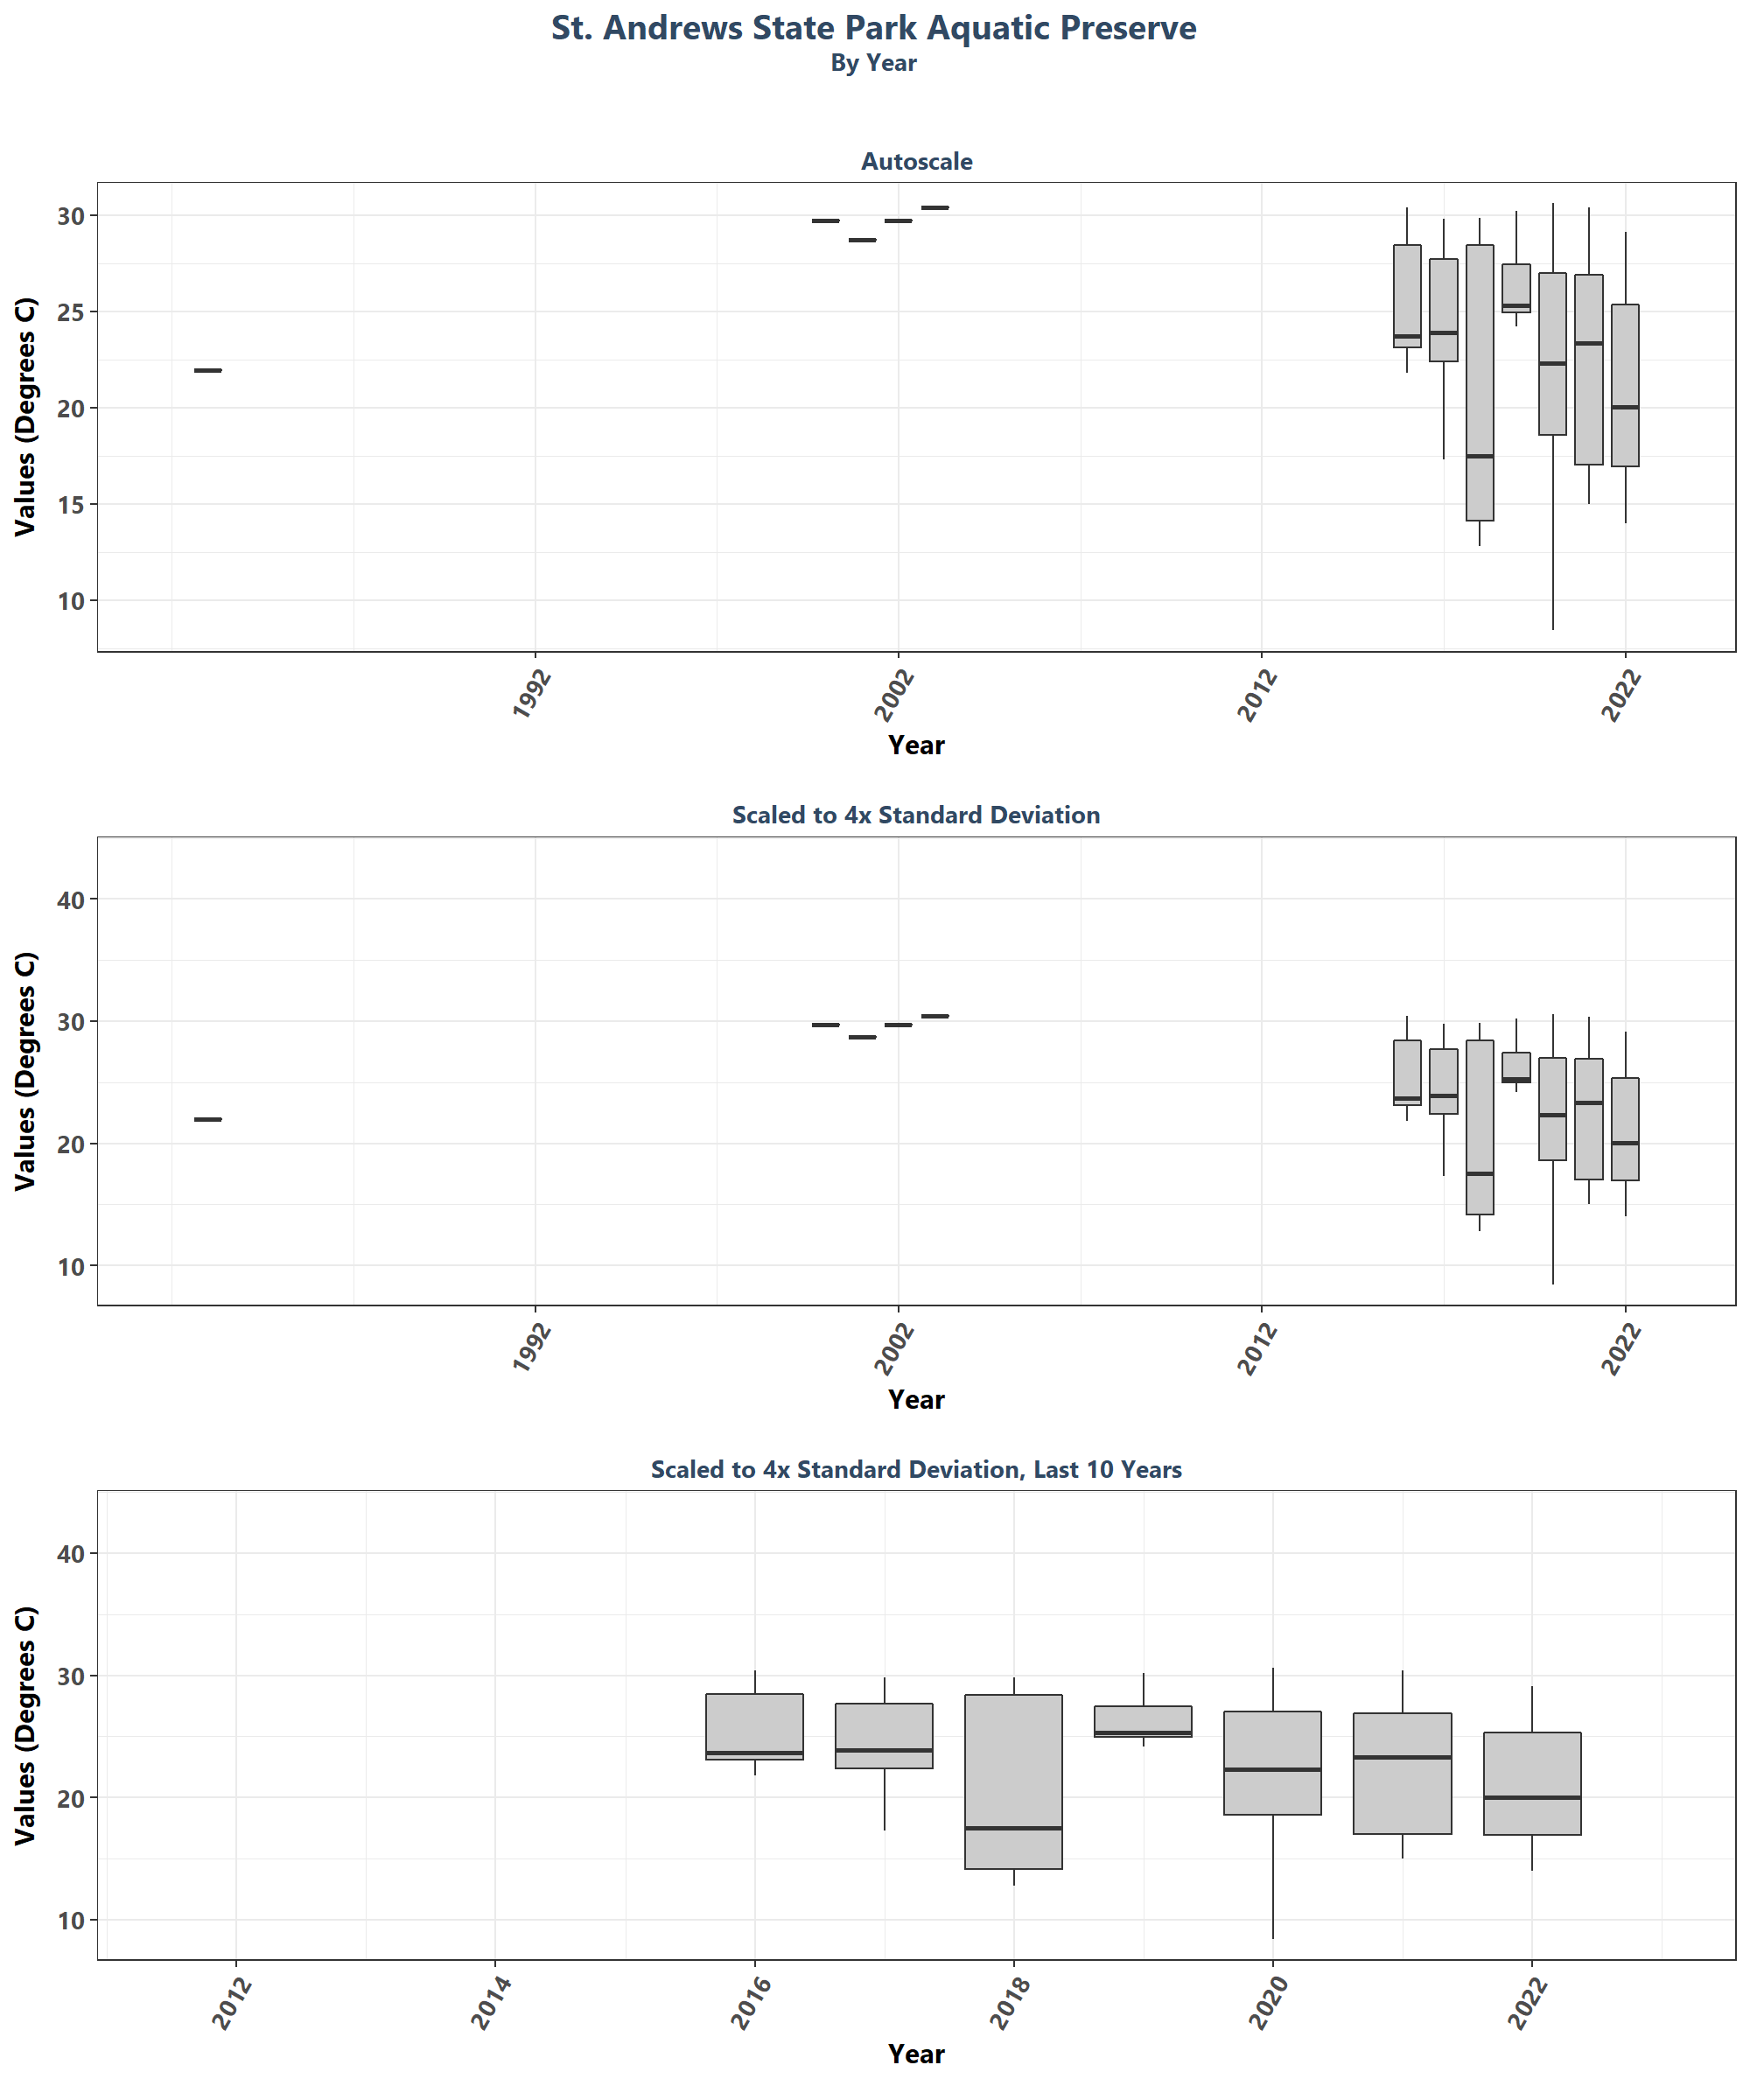 St. Andrews State Park Aquatic Preserve
By Year
Autoscale
Values (Degrees C)
30
25
20
15
10
1992
2002
2012
2022
Year
Scaled to 4x Standard Deviation
Values (Degrees C)
40
30
20
10
1992
2002
2012
2022
Year
Scaled to 4x Standard Deviation, Last 10 Years
Values (Degrees C)
40
30
20
10
2012
2014
2016
2018
2020
2022
Year